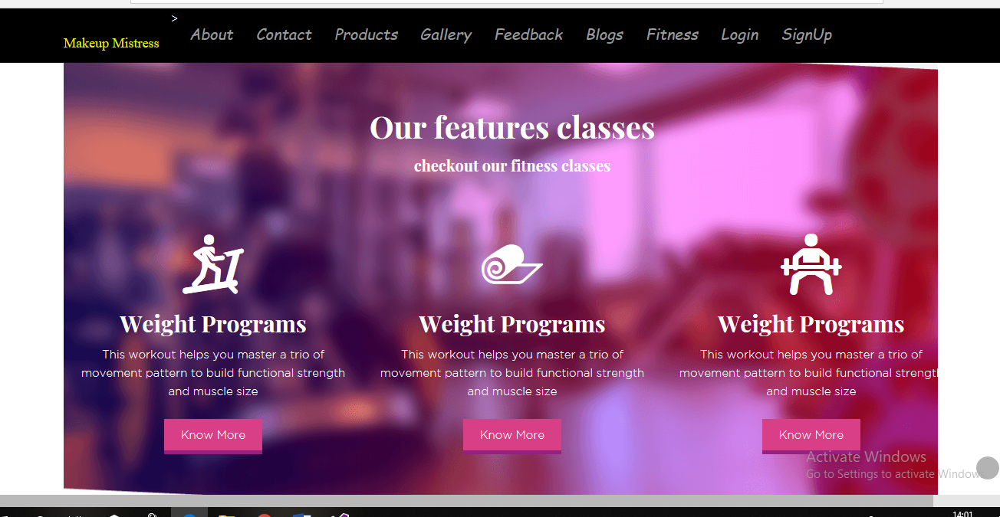 >
Makeup Mistress
About Contact Products Gallery Feedback Blogs Fitness Login SignUp
Our features classes
checkout our fitness classes
Weight Programs
This workout helps you master a trio of
movement pattern to build functional strength
and muscle size
Know More
Weight Programs
This workout helps you master a trio of
movement pattern to build functional strength
and muscle size
Know More
Weight Programs
This workout helps you master a trio of
movement pattern to build functional strength
and muscle size
Know More
Activate Windows
Go to Settings to activate Windows
14:01